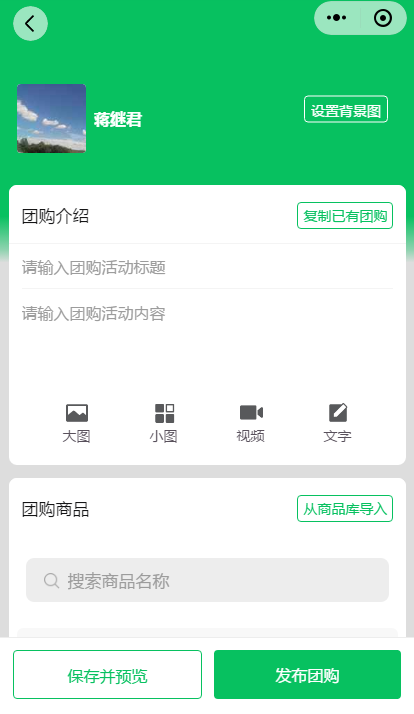 蒋继君
设置背景图
团购介绍
复制已有团购
请输入团购活动标题
请输入团购活动内容
大图
小图
视频
文字
团购商品
从商品库导入
搜索商品名称
保存并预览
发布团购